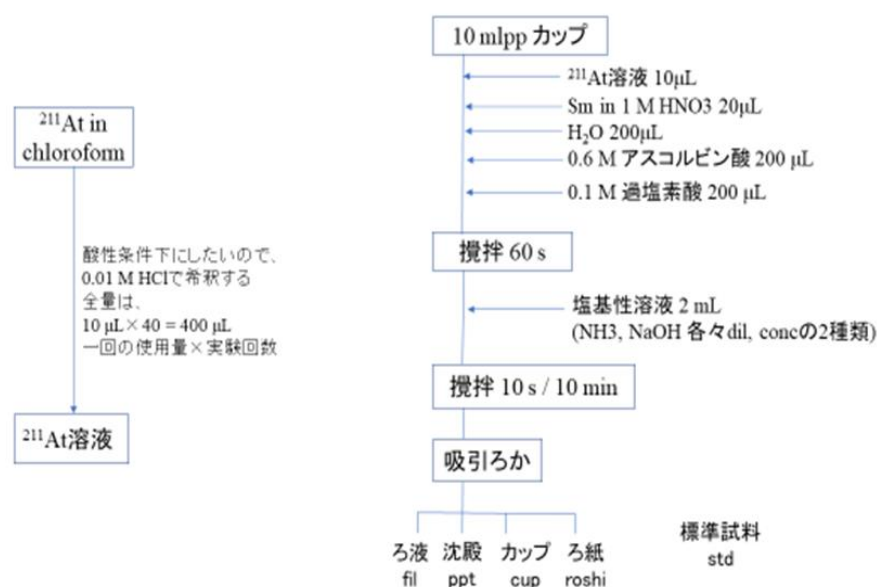 ²¹¹At in
chloroform
酸性条件下にしたいので、
0.01 M HClで希釈する
全量は、
10 μL×40 = 400 μL
一回の使用量×実験回数
²¹¹At溶液
10 mlpp カップ
²¹¹At溶液 10μL
Sm in 1 M HNO3 20μL
H₂O 200μL
0.6 M アスコルビン酸 200 μL
0.1 M 過塩素酸 200 μL
攪拌 60 s
塩基性溶液 2 mL
(NH3, NaOH 各々dil, concの2種類)
攪拌 10 s / 10 min
吸引ろか
ろ液 沈殿 カップ ろ紙
fil ppt cup roshi
標準試料
std